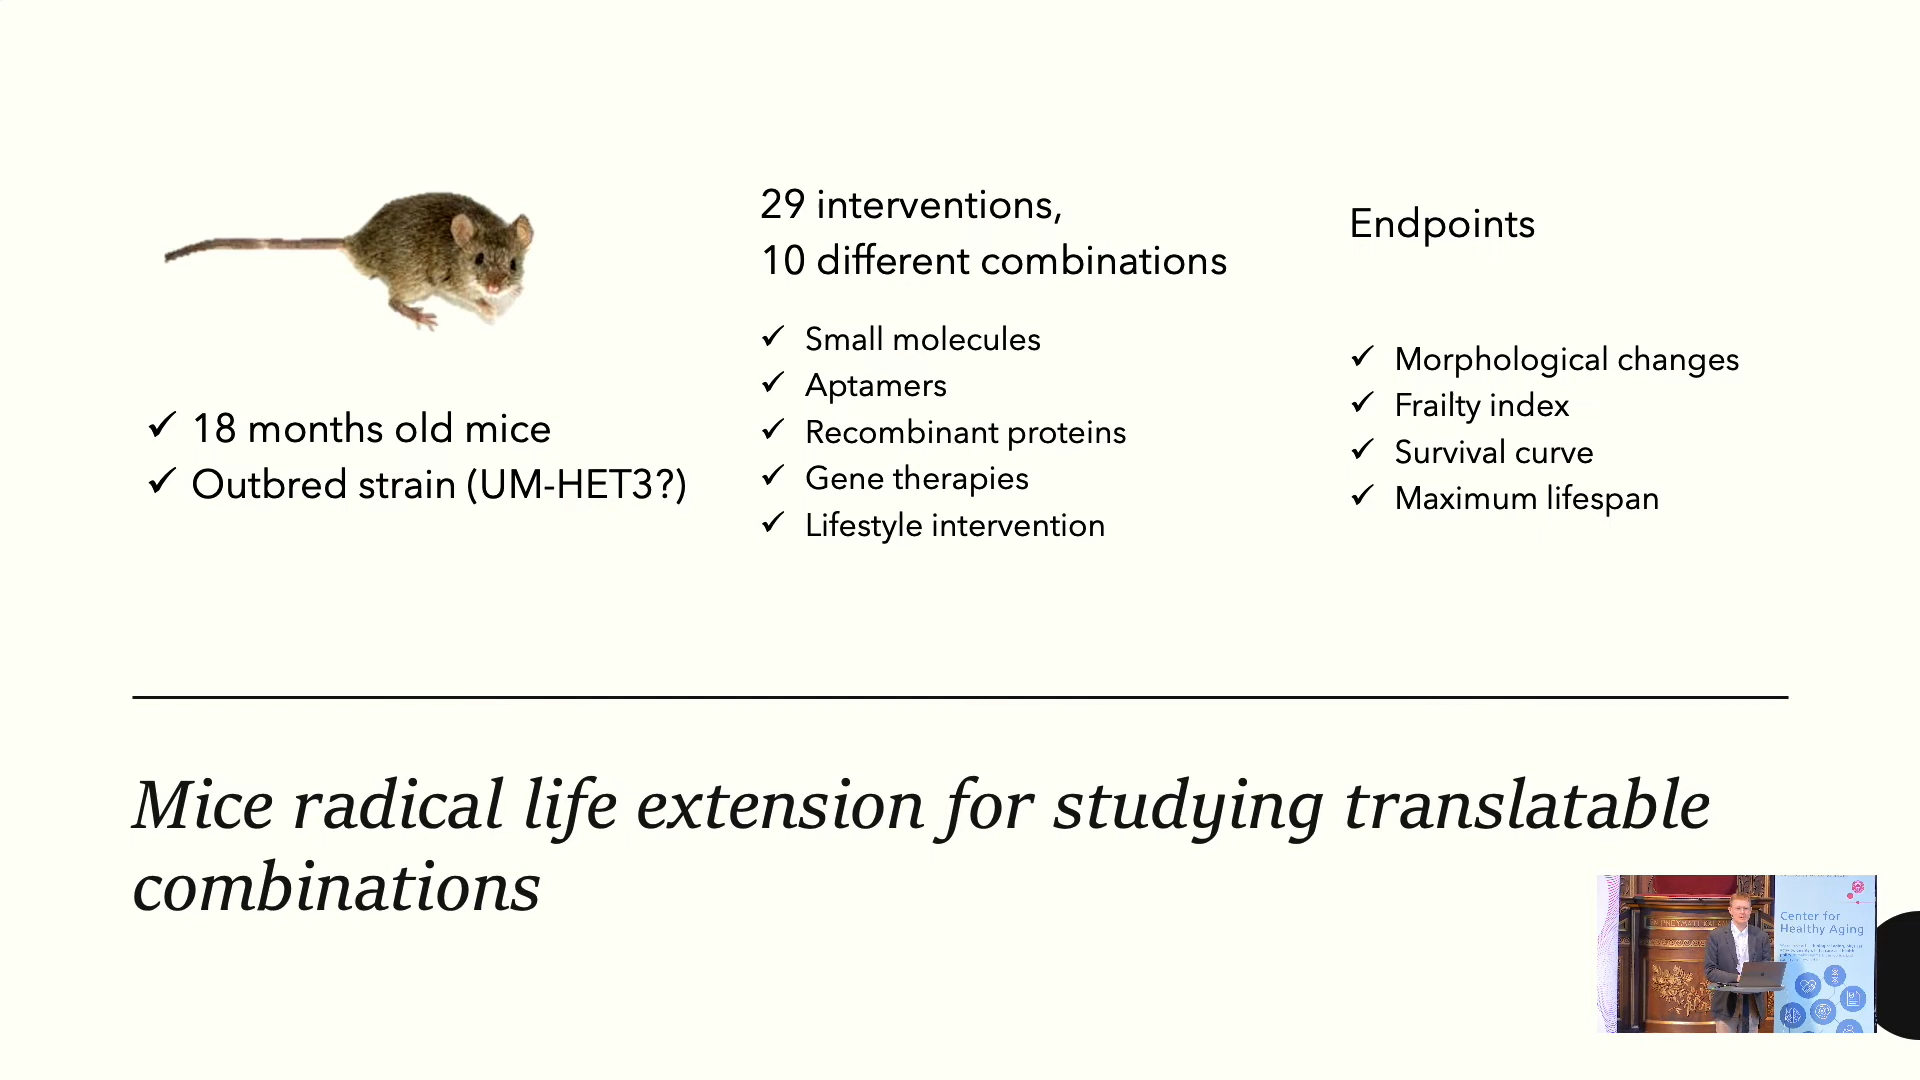 29 interventions,
10 different combinations
Endpoints
✓ Small molecules
✓ Aptamers
✓ Recombinant proteins
✓ Gene therapies
✓ Lifestyle intervention
✓ Morphological changes
✓ Frailty index
✓ Survival curve
✓ Maximum lifespan
✓ 18 months old mice
✓ Outbred strain (UM-HET3?)
Mice radical life extension for studying translatable
combinations
Center for
Healthy Aging